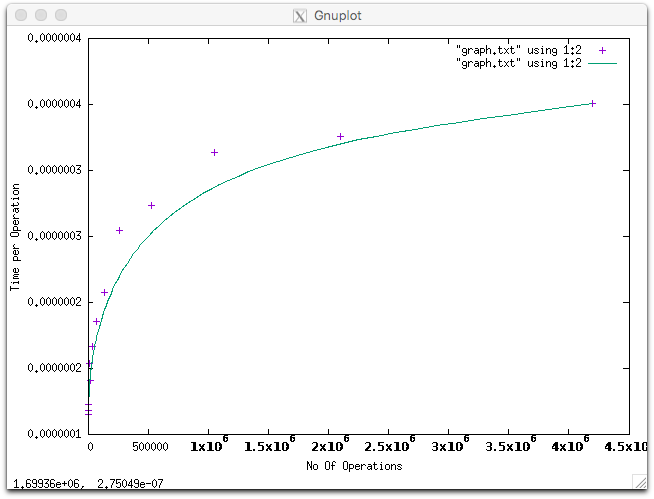 Gnuplot
"graph.txt" using 1:2
"graph.txt" using 1:2
0.0000004
0.0000004
0.0000003
0.0000003
0.0000002
0.0000002
0.0000001
Time per Operation
0 500000 1x10^6 1.5x10^6 2x10^6 2.5x10^6 3x10^6 3.5x10^6 4x10^6 4.5x10^6
No Of Operations
1.69936e+06, 2.75049e-07